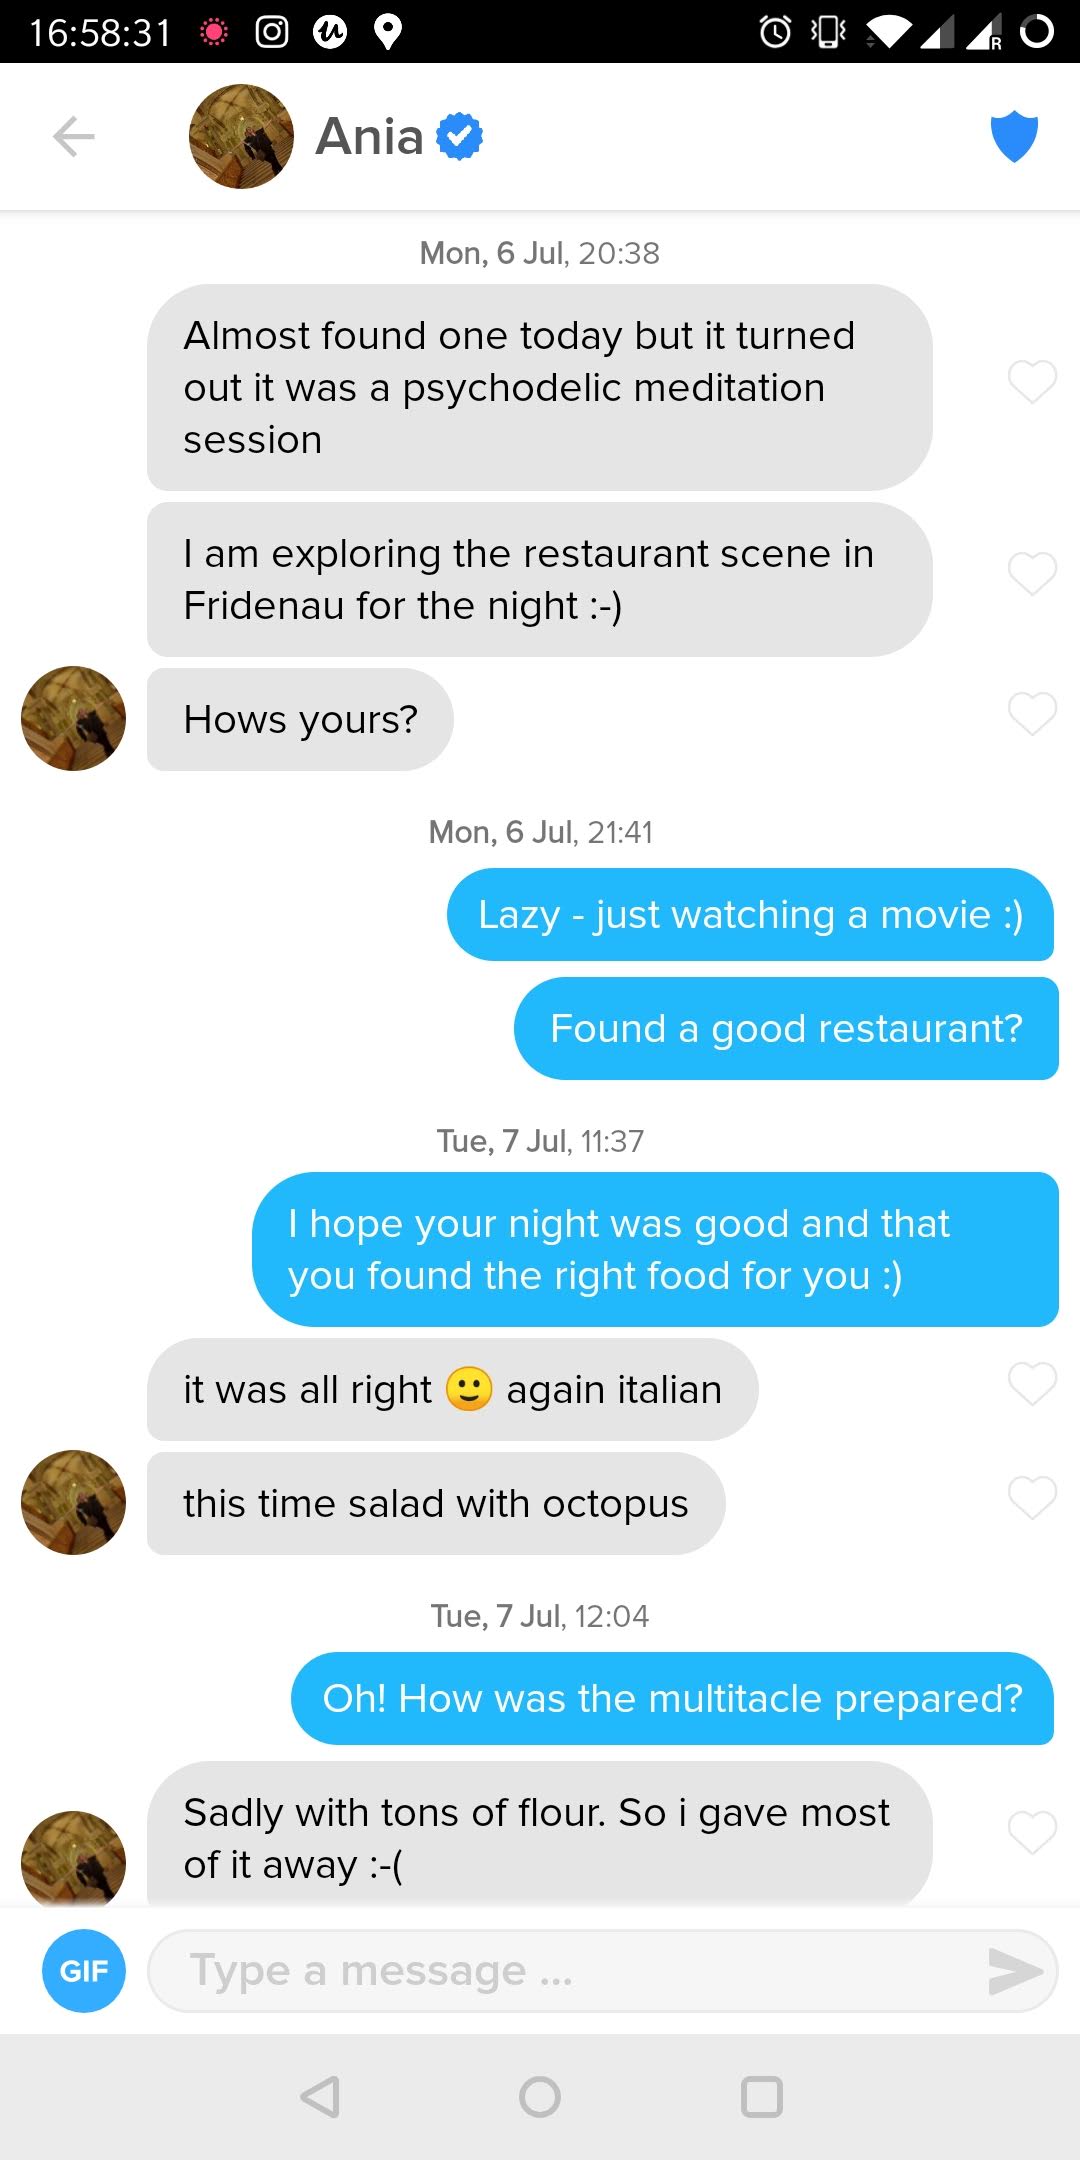 16:58:31
R
Ania
Mon, 6 Jul, 20:38
Almost found one today but it turned
out it was a psychodelic meditation
session
I am exploring the restaurant scene in
Fridenau for the night :-)
Hows yours?
Mon, 6 Jul, 21:41
Lazy - just watching a movie :)
Found a good restaurant?
Tue, 7 Jul, 11:37
I hope your night was good and that
you found the right food for you :)
it was all right 🙂 again italian
this time salad with octopus
Tue, 7 Jul, 12:04
Oh! How was the multitacle prepared?
Sadly with tons of flour. So i gave most
of it away :-(
GIF
Type a message ...